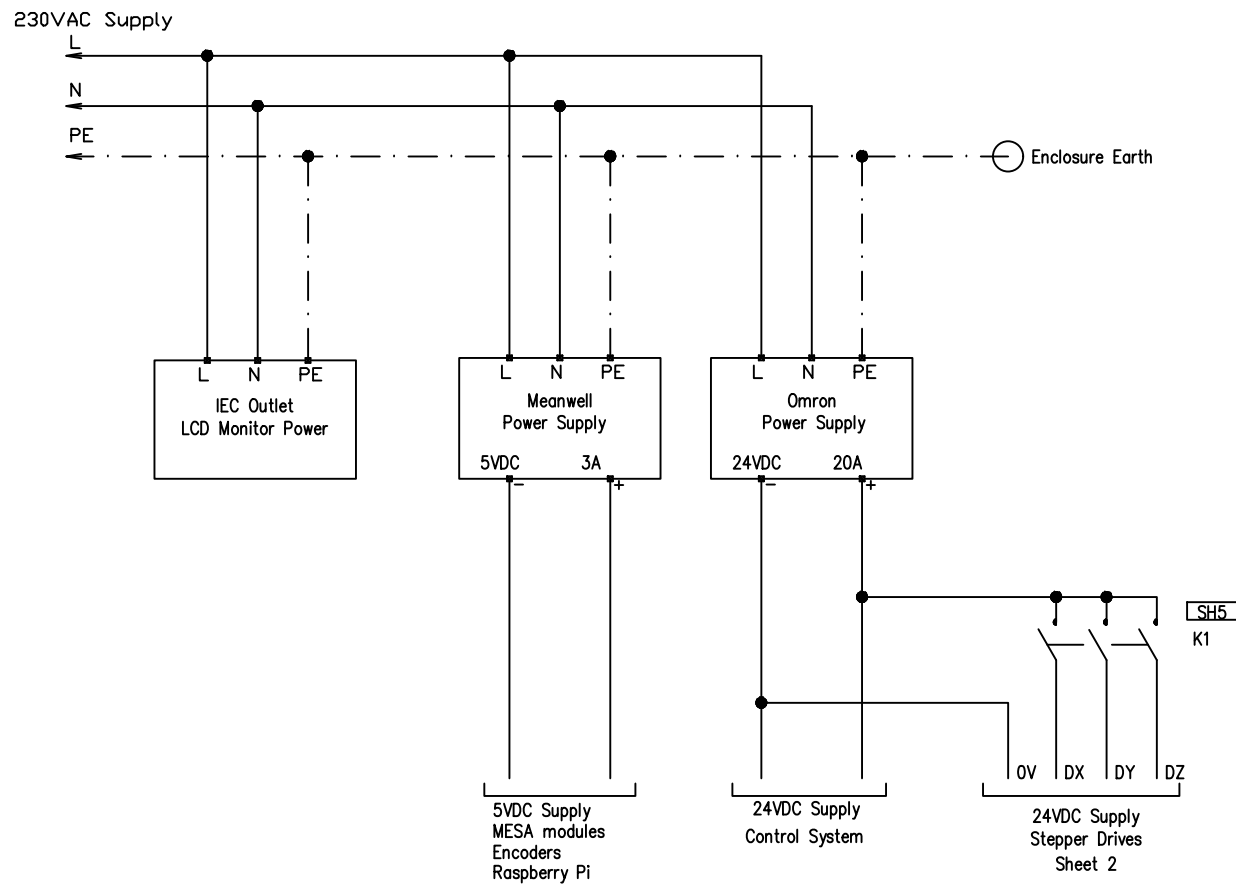 230VAC Supply
L
N
PE
Enclosure Earth
L N PE
IEC Outlet
LCD Monitor Power
L N PE
Meanwell
Power Supply
5VDC 3A
- +
L N PE
Omron
Power Supply
24VDC 20A
- +
SH5
K1
0V DX DY DZ
5VDC Supply
MESA modules
Encoders
Raspberry Pi
24VDC Supply
Control System
24VDC Supply
Stepper Drives
Sheet 2